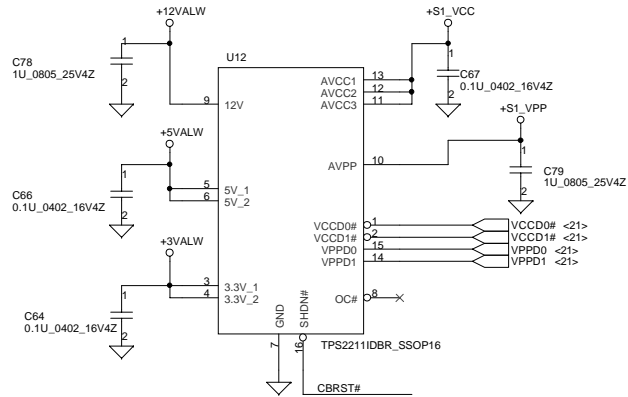 +12VALW
+S1_VCC
U12
C78
1U_0805_25V4Z
1
2
9
12V
AVCC1
AVCC2
AVCC3
13
12
11
1
2
C67
0.1U_0402_16V4Z
+S1_VPP
+5VALW
AVPP
10
1
2
C79
1U_0805_25V4Z
C66
0.1U_0402_16V4Z
1
2
5
6
5V_1
5V_2
VCCD0#
VCCD1#
VPPD0
VPPD1
1
2
15
14
VCCD0# <21>
VCCD1# <21>
VPPD0 <21>
VPPD1 <21>
+3VALW
C64
0.1U_0402_16V4Z
1
2
3
4
3.3V_1
3.3V_2
OC#
8
GND
SHDN#
7
16
TPS2211IDBR_SSOP16
CBRST#